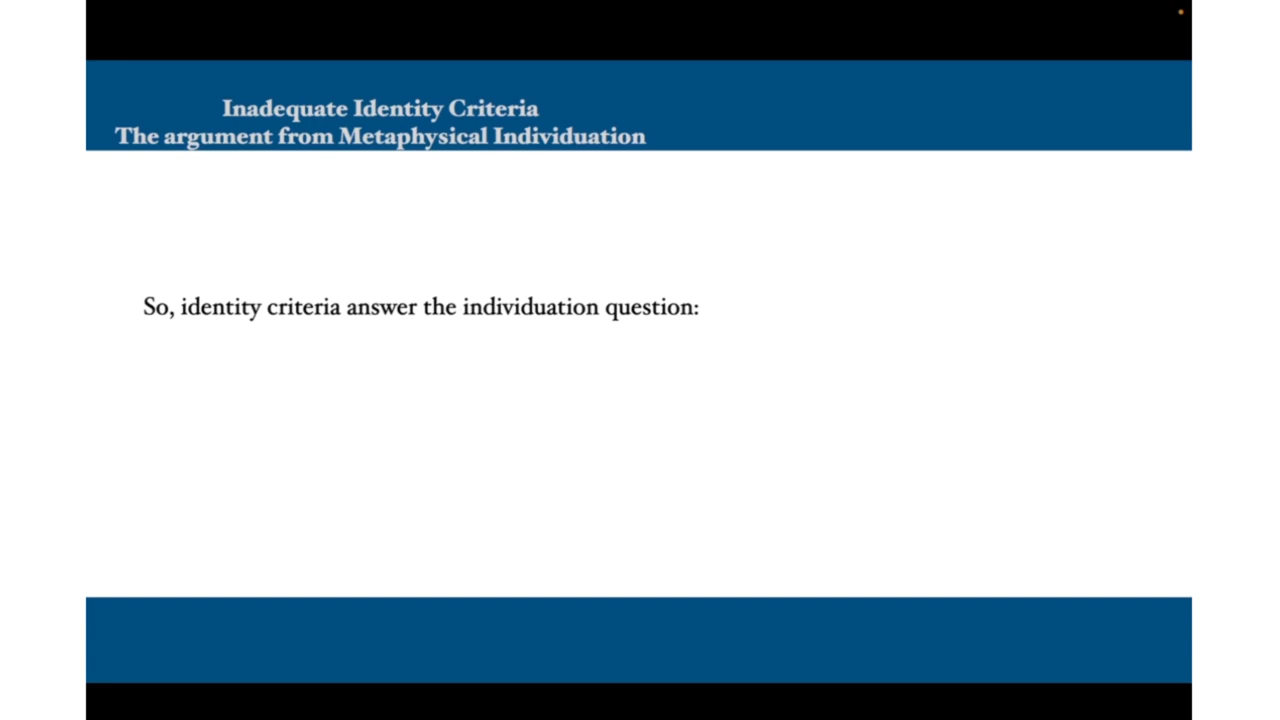 Inadequate Identity Criteria
The argument from Metaphysical Individuation
So, identity criteria answer the individuation question: